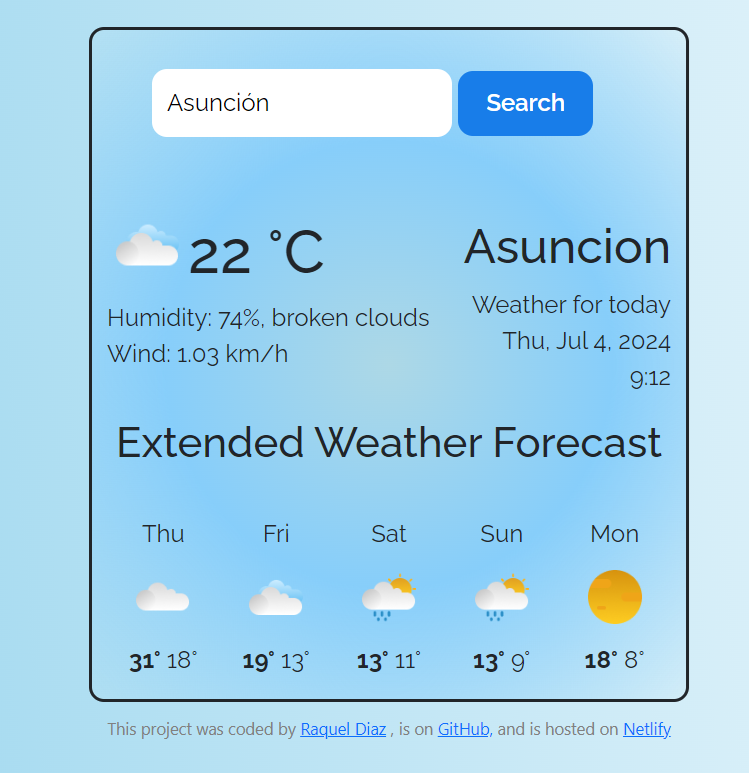 Asunción Search
22 °C Asuncion
Humidity: 74%, broken clouds
Wind: 1.03 km/h
Weather for today
Thu, Jul 4, 2024
9:12
Extended Weather Forecast
Thu Fri Sat Sun Mon
31° 18° 19° 13° 13° 11° 13° 9° 18° 8°
This project was coded by Raquel Diaz , is on GitHub, and is hosted on Netlify